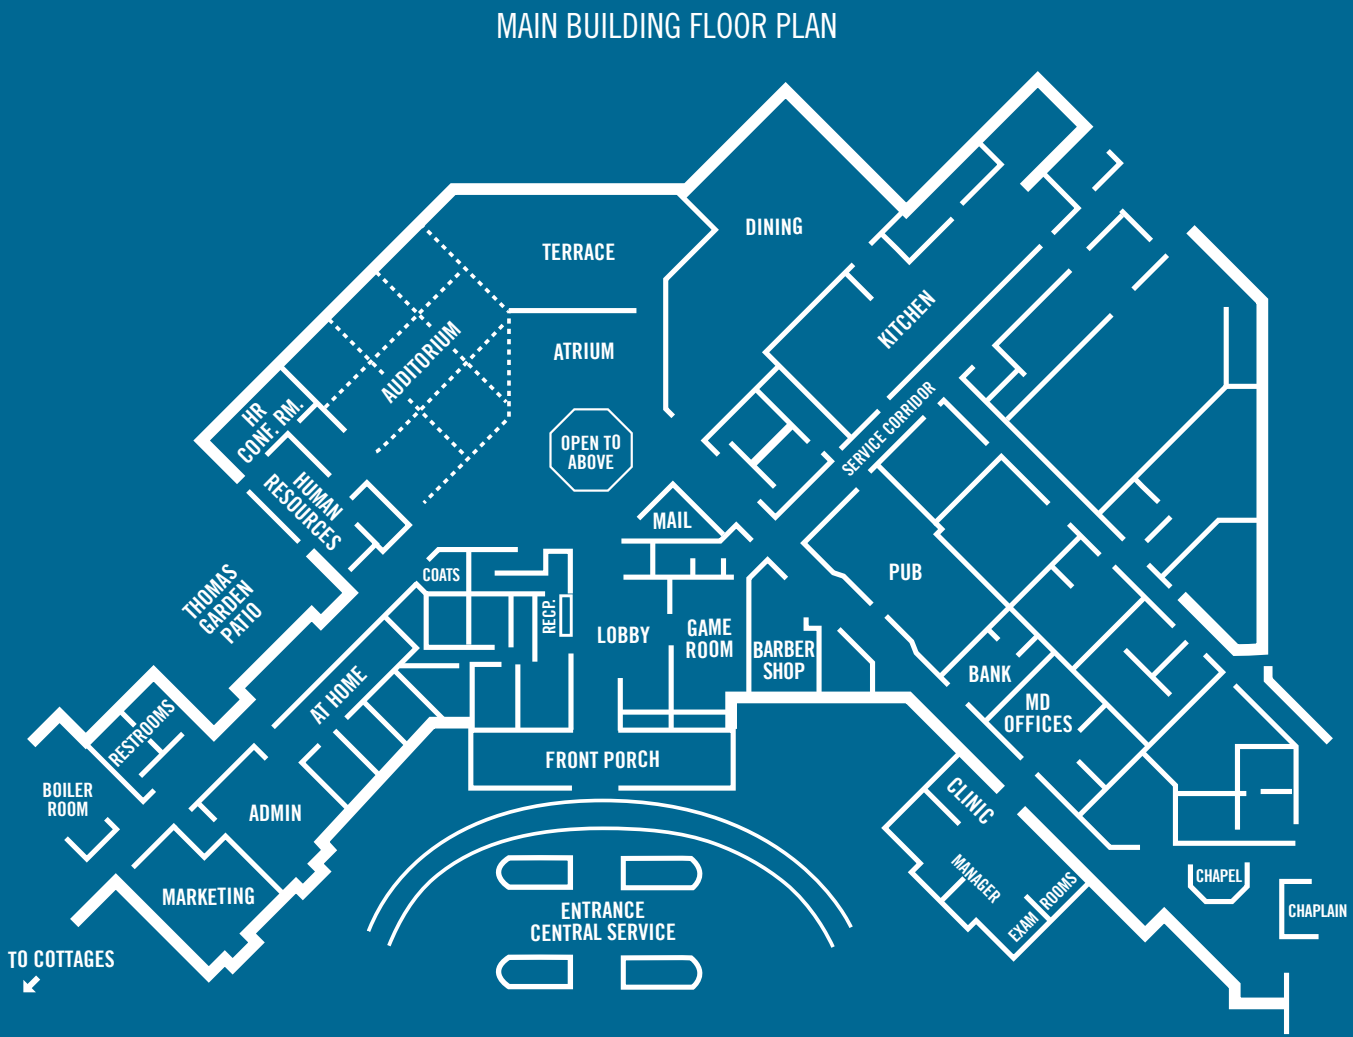 MAIN BUILDING FLOOR PLAN
DINING
TERRACE
KITCHEN
ATRIUM
AUDITORIUM
HR
CONF. RM.
SERVICE CORRIDOR
OPEN TO
ABOVE
HUMAN
RESOURCES
MAIL
COATS
PUB
THOMAS
GARDEN
PATIO
RECP.
LOBBY
GAME
ROOM
BARBER
SHOP
BANK
AT HOME
MD
OFFICES
RESTROOMS
FRONT PORCH
BOILER
ROOM
ADMIN
CLINIC
MANAGER
EXAM ROOMS
CHAPEL
CHAPLAIN
MARKETING
ENTRANCE
CENTRAL SERVICE
TO COTTAGES